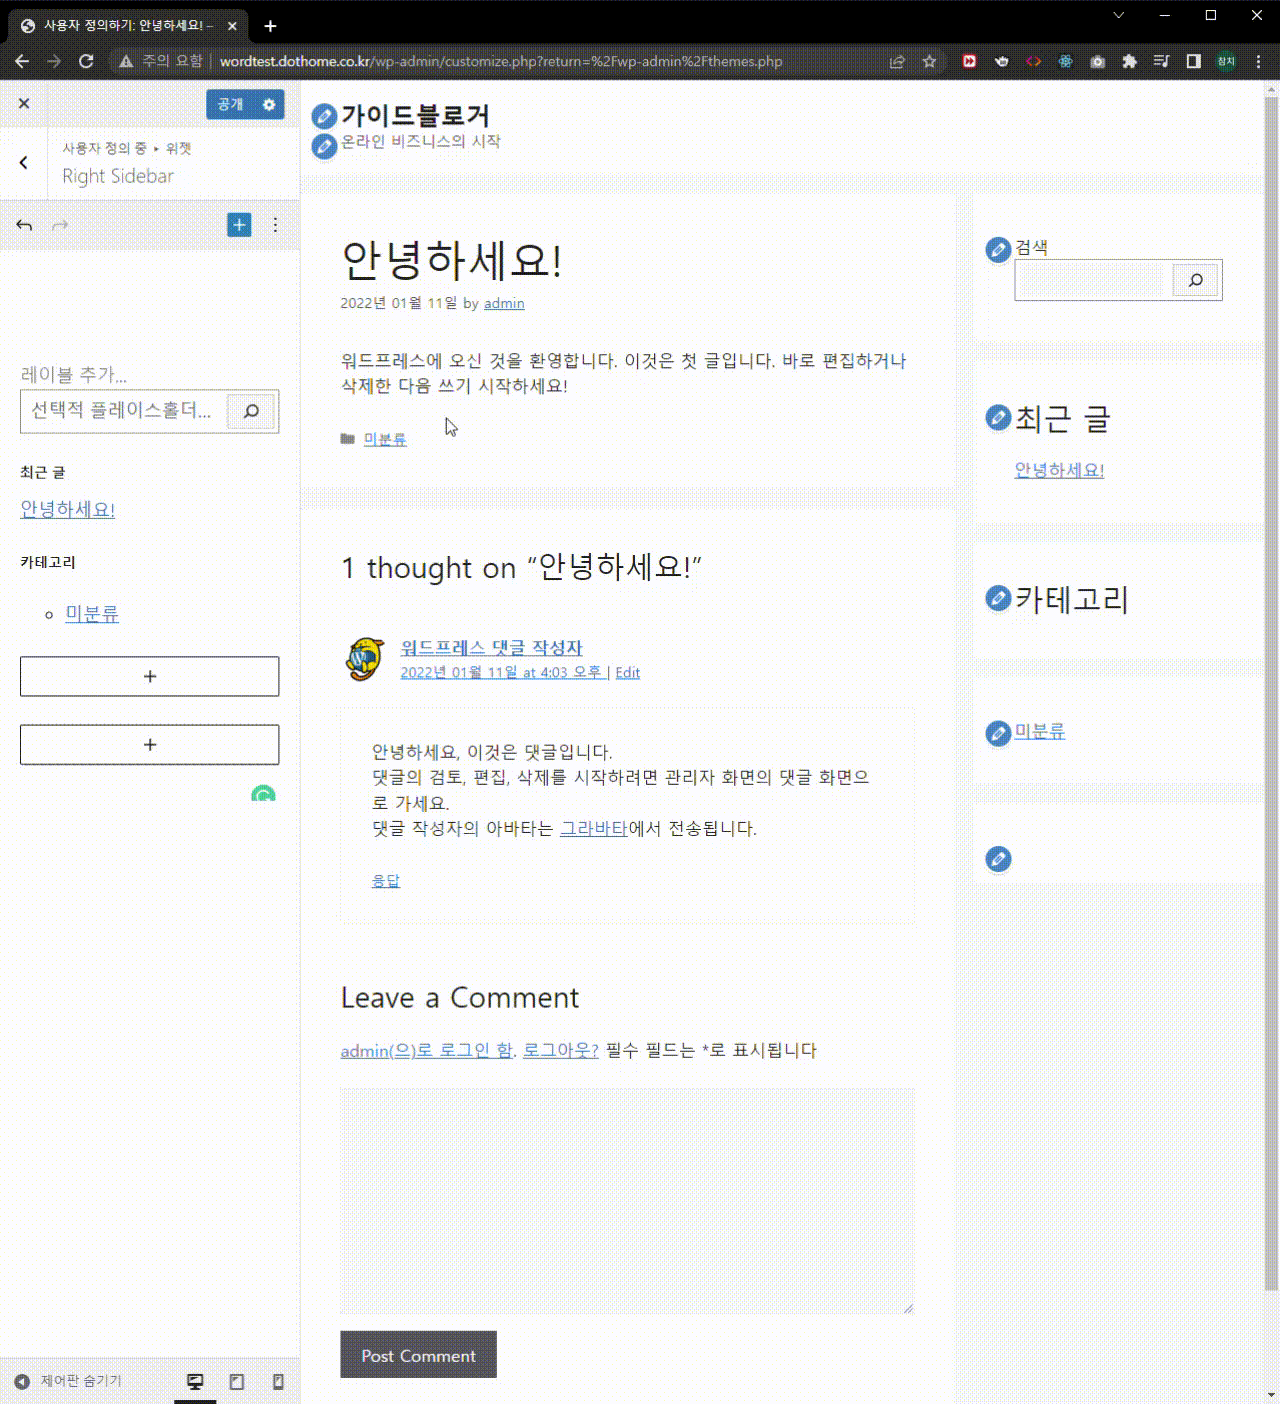 사용자 정의하기: 안녕하세요! –
주의 요함
wordtest.dothome.co.kr/wp-admin/customize.php?return=%2Fwp-admin%2Fthemes.php
잠치
공개
사용자 정의 중 ▸ 위젯
Right Sidebar
레이블 추가...
선택적 플레이스홀더...
최근 글
안녕하세요!
카테고리
미분류
제어판 숨기기
가이드블로거
온라인 비즈니스의 시작
안녕하세요!
2022년 01월 11일 by admin
워드프레스에 오신 것을 환영합니다. 이것은 첫 글입니다. 바로 편집하거나
삭제한 다음 쓰기 시작하세요!
미분류
1 thought on “안녕하세요!”
워드프레스 댓글 작성자
2022년 01월 11일 at 4:03 오후 | Edit
안녕하세요, 이것은 댓글입니다.
댓글의 검토, 편집, 삭제를 시작하려면 관리자 화면의 댓글 화면으
로 가세요.
댓글 작성자의 아바타는 그라바타에서 전송됩니다.
응답
Leave a Comment
admin(으)로 로그인 함. 로그아웃? 필수 필드는 *로 표시됩니다
Post Comment
검색
최근 글
안녕하세요!
카테고리
미분류